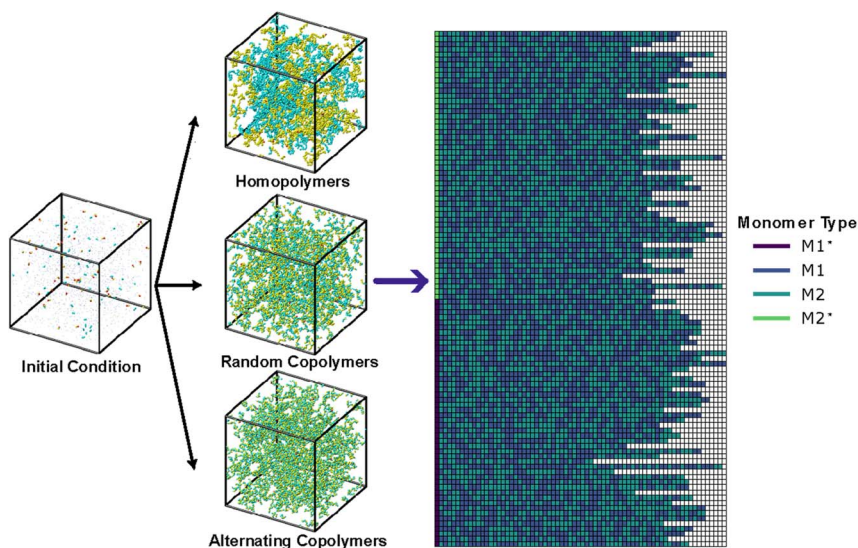 Homopolymers
Initial Condition
Random Copolymers
Alternating Copolymers
Monomer Type
M1*
M1
M2
M2*